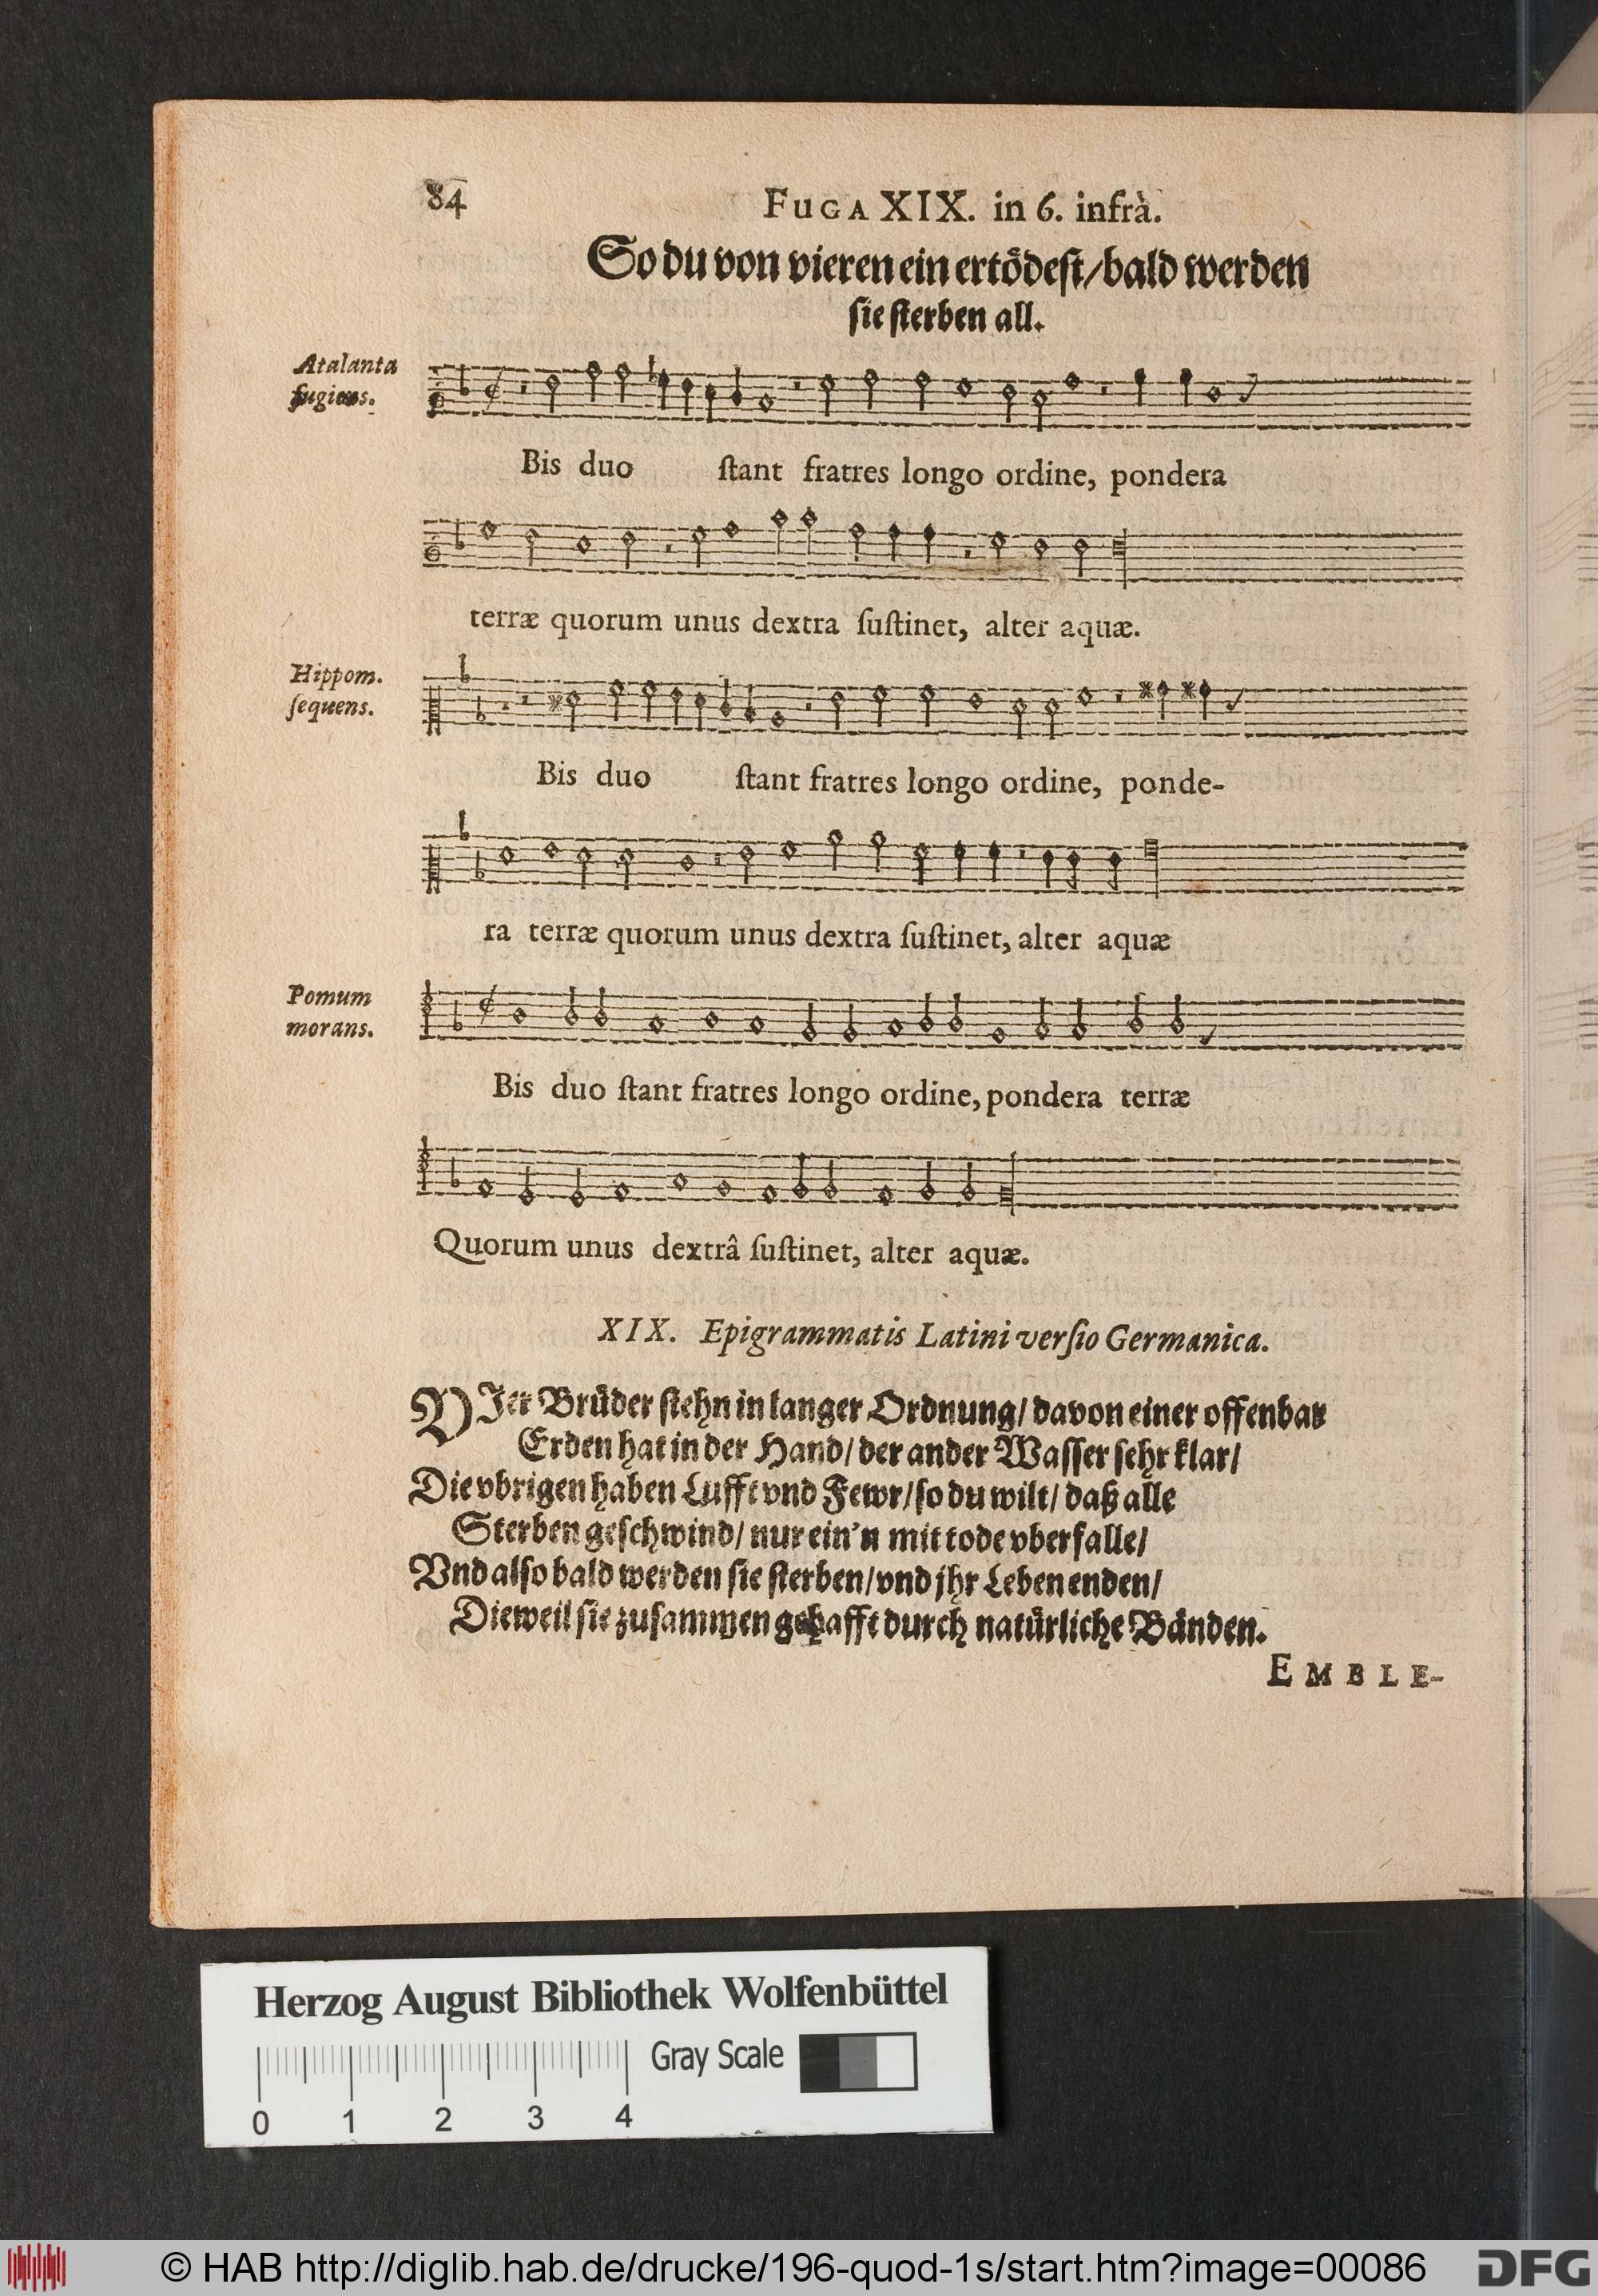 84
FUGA XIX. in 6. infrà.
So du von vieren ein ertödest/bald werden
sie sterben all.
Atalanta
fugiens.
Bis duo ſtant fratres longo ordine, pondera
terræ quorum unus dextra ſuſtinet, alter aquæ.
Hippom.
ſequens.
Bis duo ſtant fratres longo ordine, ponde-
ra terræ quorum unus dextra ſuſtinet, alter aquæ
Pomum
morans.
Bis duo ſtant fratres longo ordine, pondera terræ
Quorum unus dextrâ ſuſtinet, alter aquæ.
XIX. Epigrammatis Latini verſio Germanica.
VIer Brüder ſtehn in langer Ordnung/ davon einer offenbar
Erden hat in der Hand/ der ander Waſſer ſehr klar/
Die vbrigen haben Lufft vnd Fewr/ ſo du wilt/ daß alle
Sterben geſchwind/ nur ein'n mit tode vberfalle/
Vnd alſo bald werden ſie ſterben/ vnd jhr Leben enden/
Dieweil ſie zuſammen gehafft durch natürliche Bänden.
EMBLE-
Herzog August Bibliothek Wolfenbüttel
Gray Scale
0 1 2 3 4
© HAB http://diglib.hab.de/drucke/196-quod-1s/start.htm?image=00086
DFG